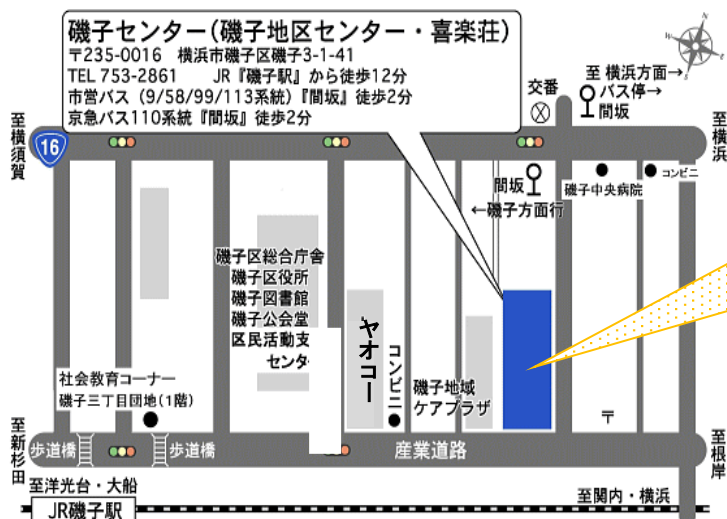 磯子センター(磯子地区センター・喜楽荘)
〒235-0016 横浜市磯子区磯子3-1-41
TEL 753-2861 JR『磯子駅』から徒歩12分
市営バス (9/58/99/113系統)『間坂』徒歩2分
京急バス110系統『間坂』徒歩2分
N
E
S
W
至 横浜方面→
バス停→
間坂
交番
至横須賀
16
至横浜
間坂
←磯子方面行
磯子中央病院
コンビニ
磯子区総合庁舎
磯子区役所
磯子図書館
磯子公会堂
区民活動支
センタ
ヤオコー
コンビニ
磯子地域
ケアプラザ
〒
社会教育コーナー
磯子三丁目団地(1階)
至新杉田
歩道橋
歩道橋
産業道路
至根岸
至洋光台・大船
JR磯子駅
至関内・横浜